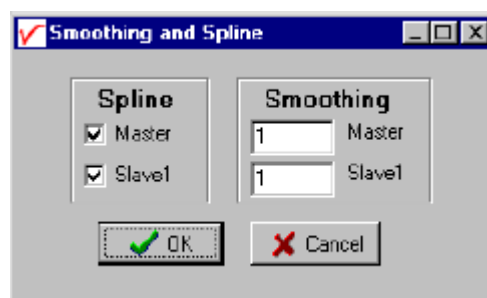 Smoothing and Spline
Spline
Master
Slave1
Smoothing
1 Master
1 Slave1
OK Cancel